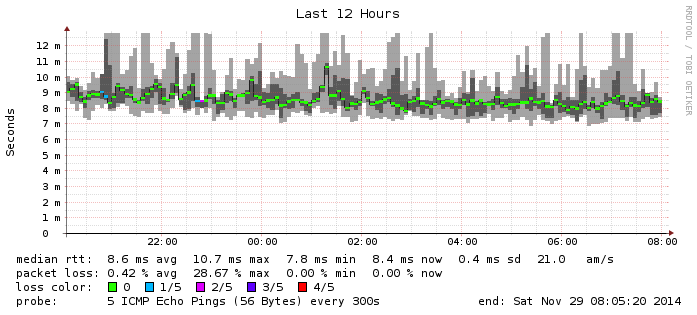 Last 12 Hours
RRDTOOL / TOBI OETIKER
Seconds
12 m
11 m
10 m
9 m
8 m
7 m
6 m
5 m
4 m
3 m
2 m
1 m
0
22:00 00:00 02:00 04:00 06:00 08:00
median rtt: 8.6 ms avg 10.7 ms max 7.8 ms min 8.4 ms now 0.4 ms sd 21.0 am/s
packet loss: 0.42 % avg 28.67 % max 0.00 % min 0.00 % now
loss color: 0 1/5 2/5 3/5 4/5
probe: 5 ICMP Echo Pings (56 Bytes) every 300s end: Sat Nov 29 08:05:20 2014